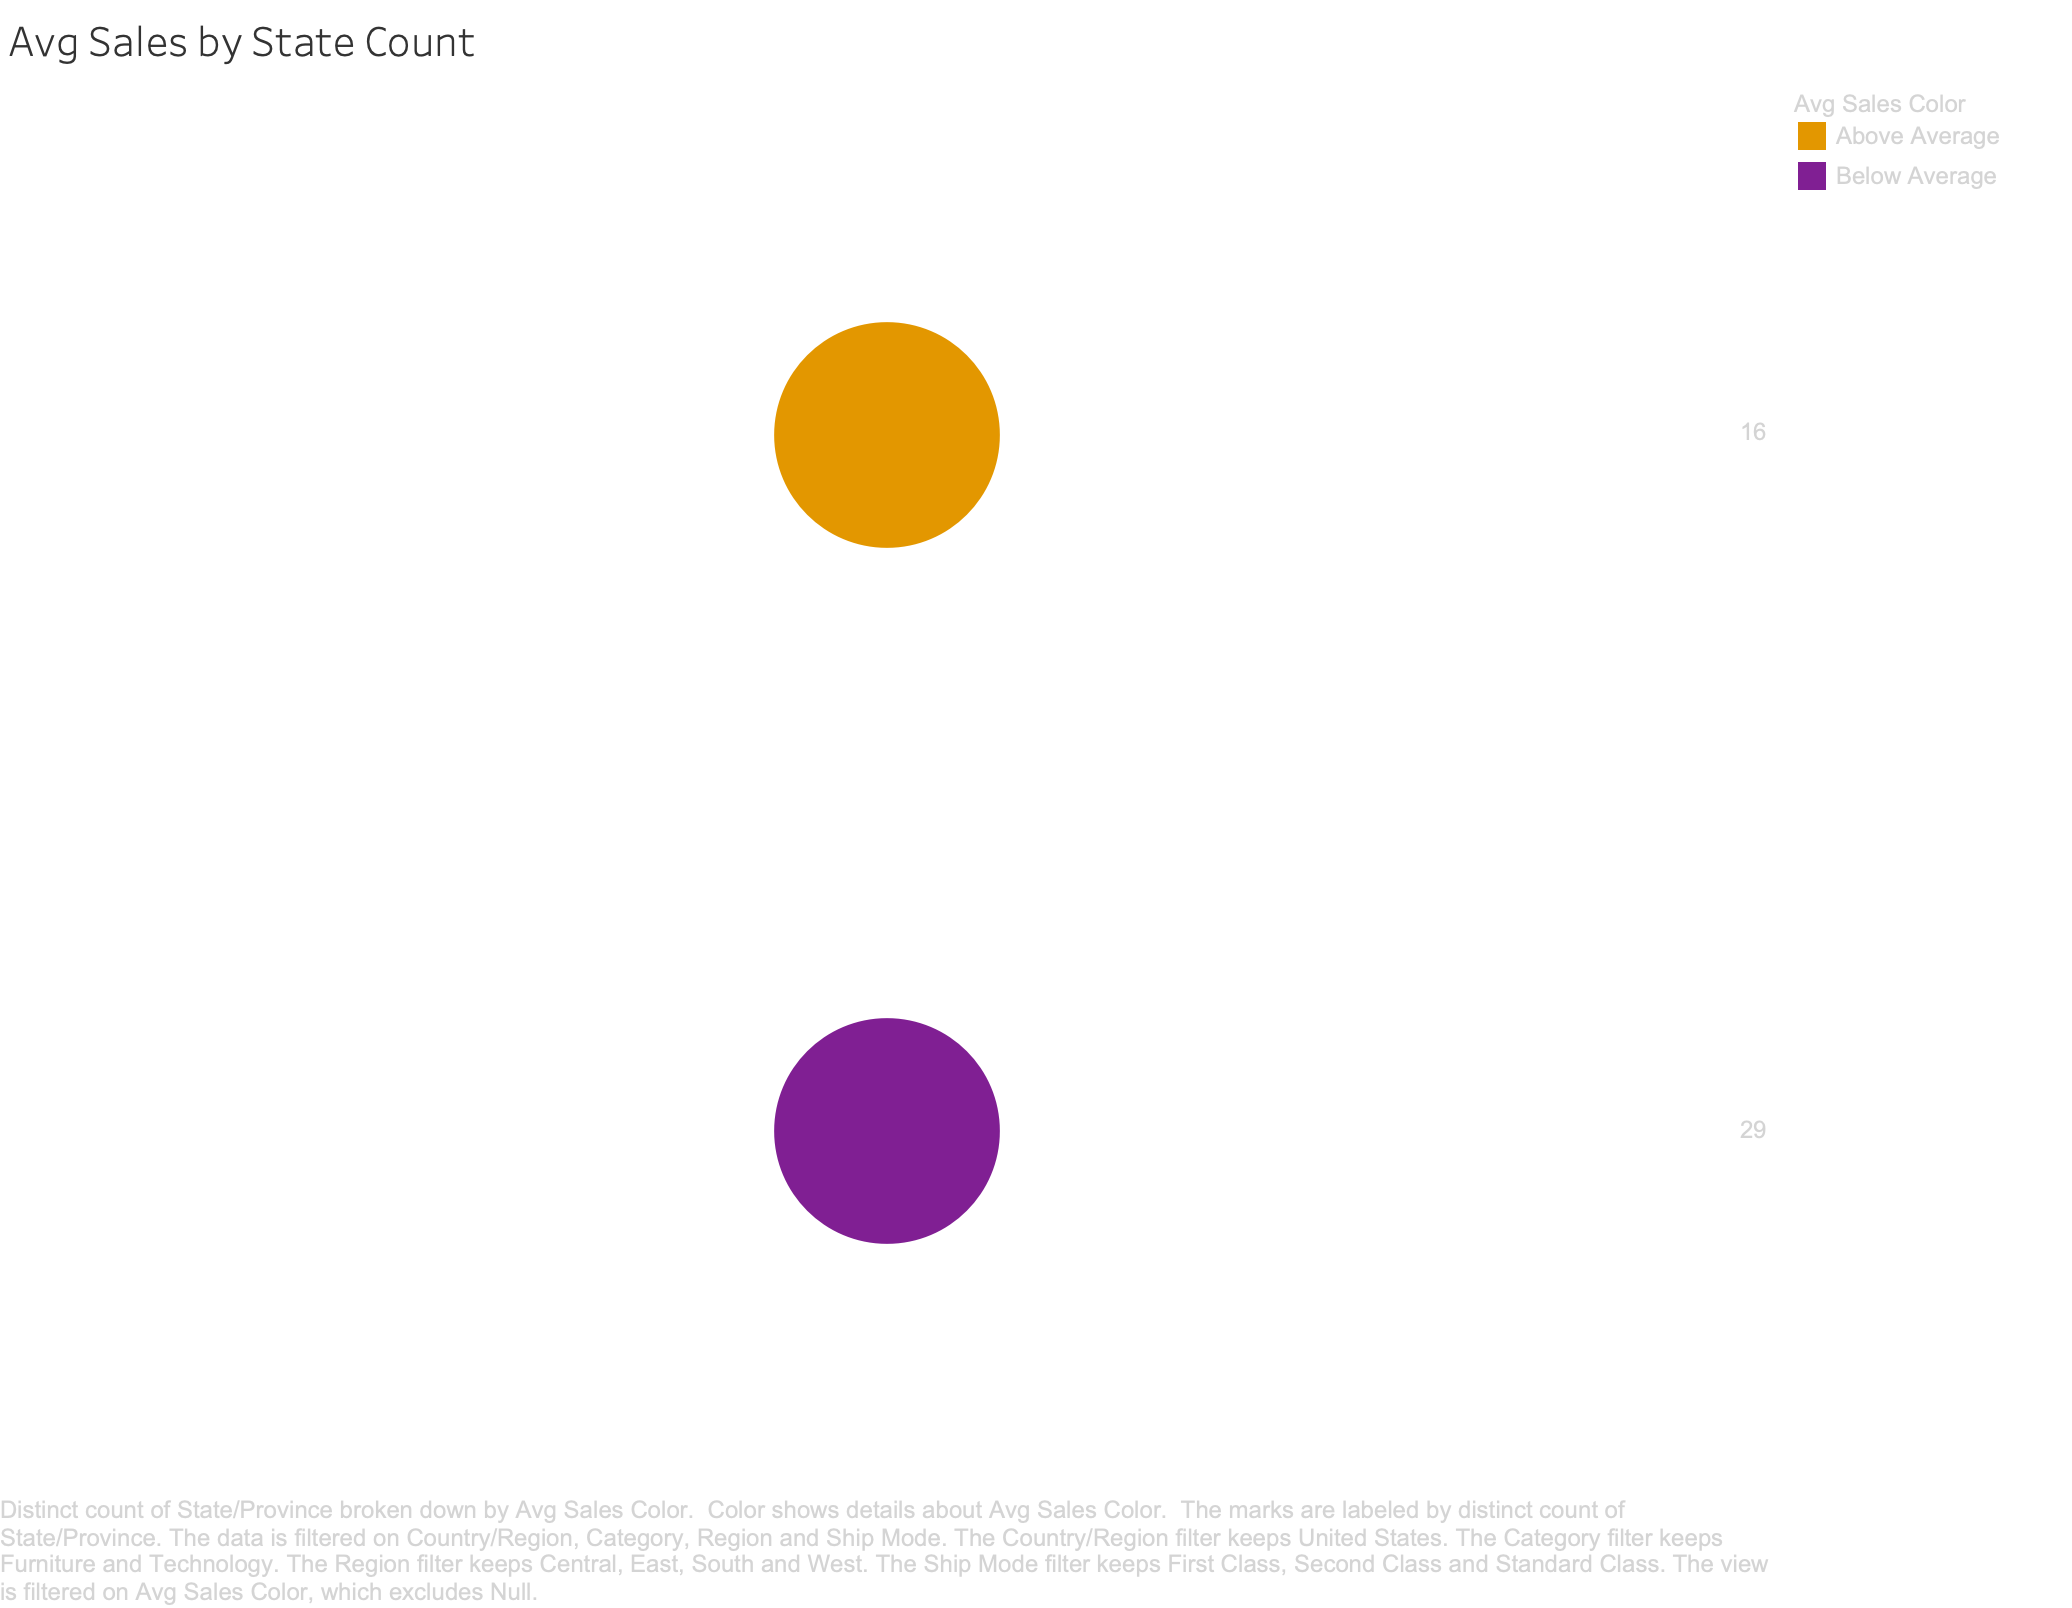 Avg Sales by State Count
Avg Sales Color
Above Average
Below Average
16
29
Distinct count of State/Province broken down by Avg Sales Color.  Color shows details about Avg Sales Color.  The marks are labeled by distinct count of
State/Province. The data is filtered on Country/Region, Category, Region and Ship Mode. The Country/Region filter keeps United States. The Category filter keeps
Furniture and Technology. The Region filter keeps Central, East, South and West. The Ship Mode filter keeps First Class, Second Class and Standard Class. The view
is filtered on Avg Sales Color, which excludes Null.